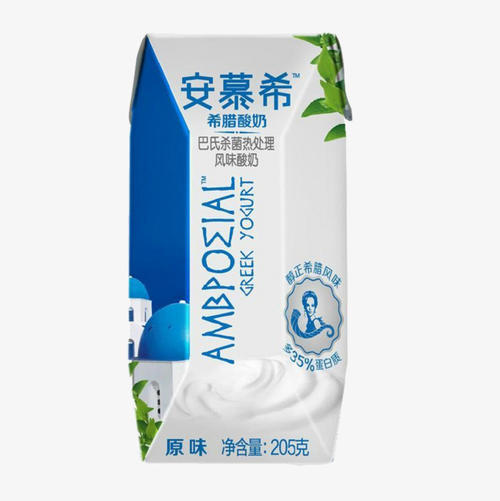 安慕希™
希腊酸奶
巴氏杀菌热处理
风味酸奶
AMBPOΣIAL™
GREEK YOGURT
醇正希腊风味
多35%蛋白质
原味 净含量:205克